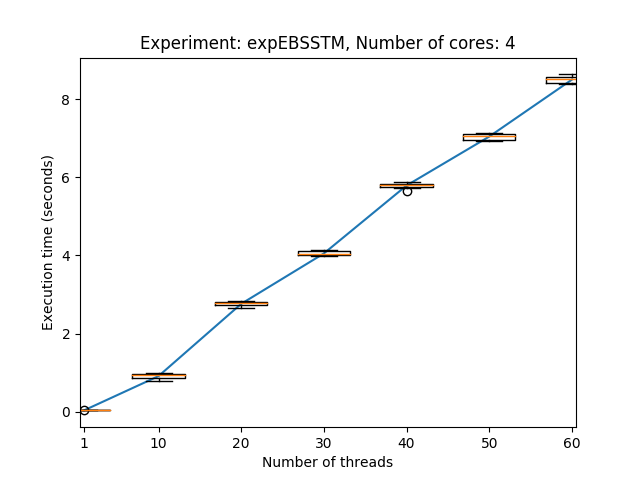 Experiment: expEBSSTM, Number of cores: 4
Execution time (seconds)
8
6
4
2
0
1 10 20 30 40 50 60
Number of threads